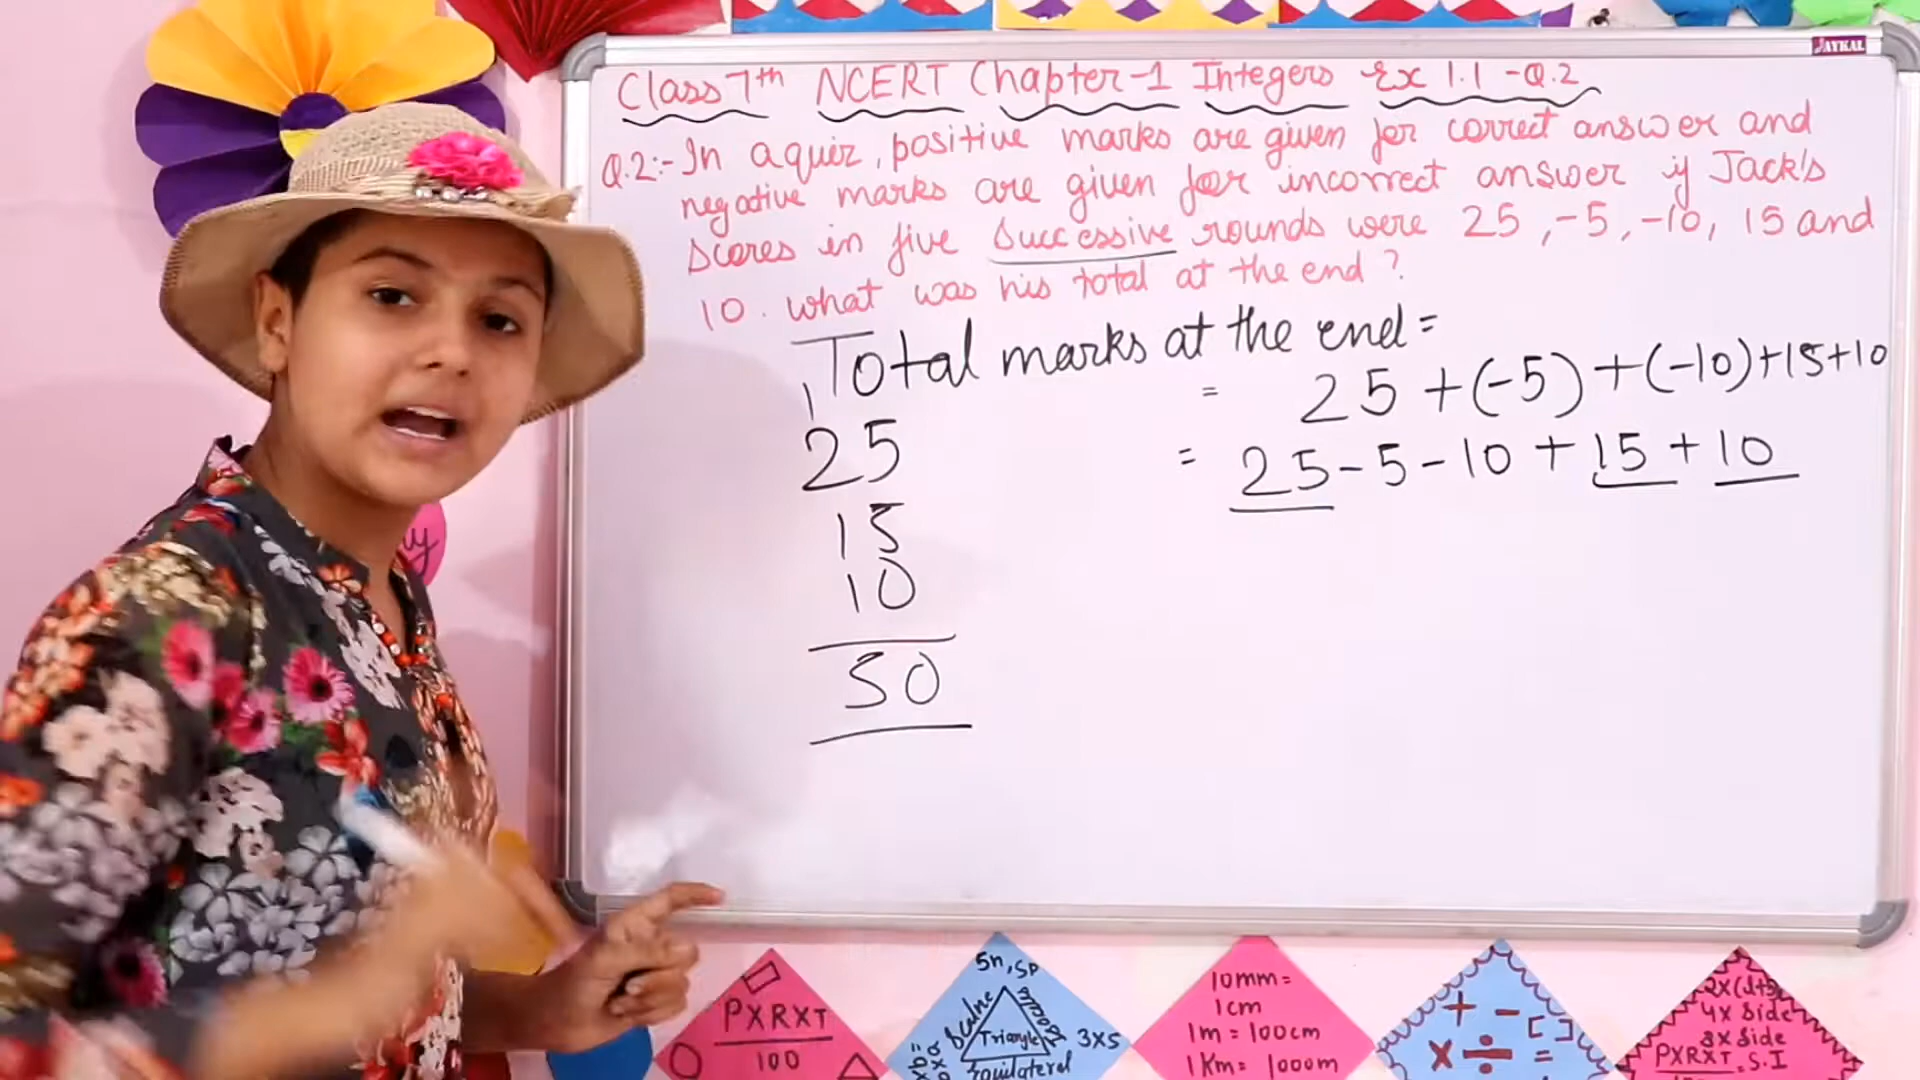 JAYKAL
Class 7th NCERT Chapter-1 Integers Ex 1.1 -Q.2
Q.2:- In a quiz, positive marks are given for correct answer and
negative marks are given for incorrect answer if Jack's
scores in five successive rounds were 25, -5, -10, 15 and
10. what was his total at the end?
Total marks at the end =
= 25 + (-5) + (-10) + 15 + 10
= 25 - 5 - 10 + 15 + 10
1
25
15
10
50
PXRXT
100
5n, SP
Scalne
Triangle
Equilateral
3×S
10mm =
1cm
1m = 100cm
1Km = 1000m
+ - [ ]
× ÷ =
4x Side
3x Side
PXRXT = S.I